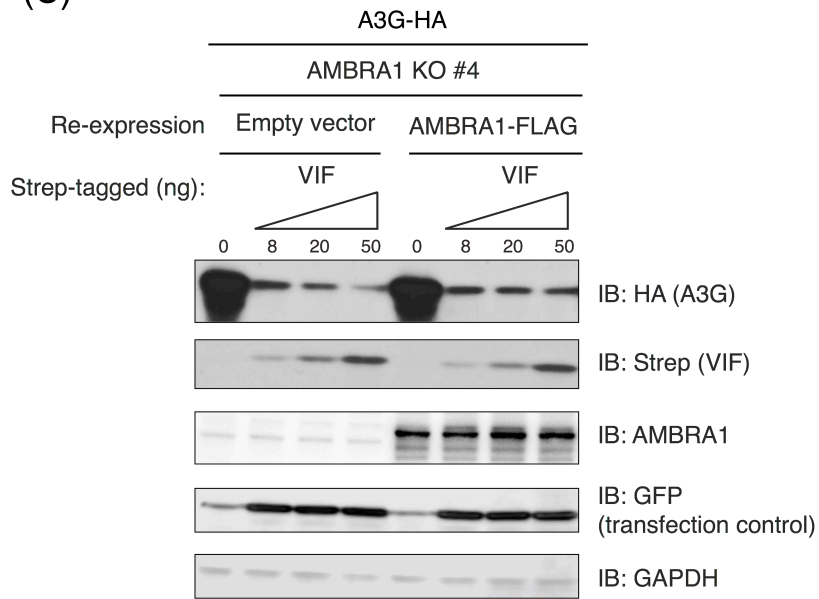 A3G-HA
AMBRA1 KO #4
Re-expression Empty vector AMBRA1-FLAG
Strep-tagged (ng): VIF VIF
0 8 20 50 0 8 20 50
IB: HA (A3G)
IB: Strep (VIF)
IB: AMBRA1
IB: GFP
(transfection control)
IB: GAPDH